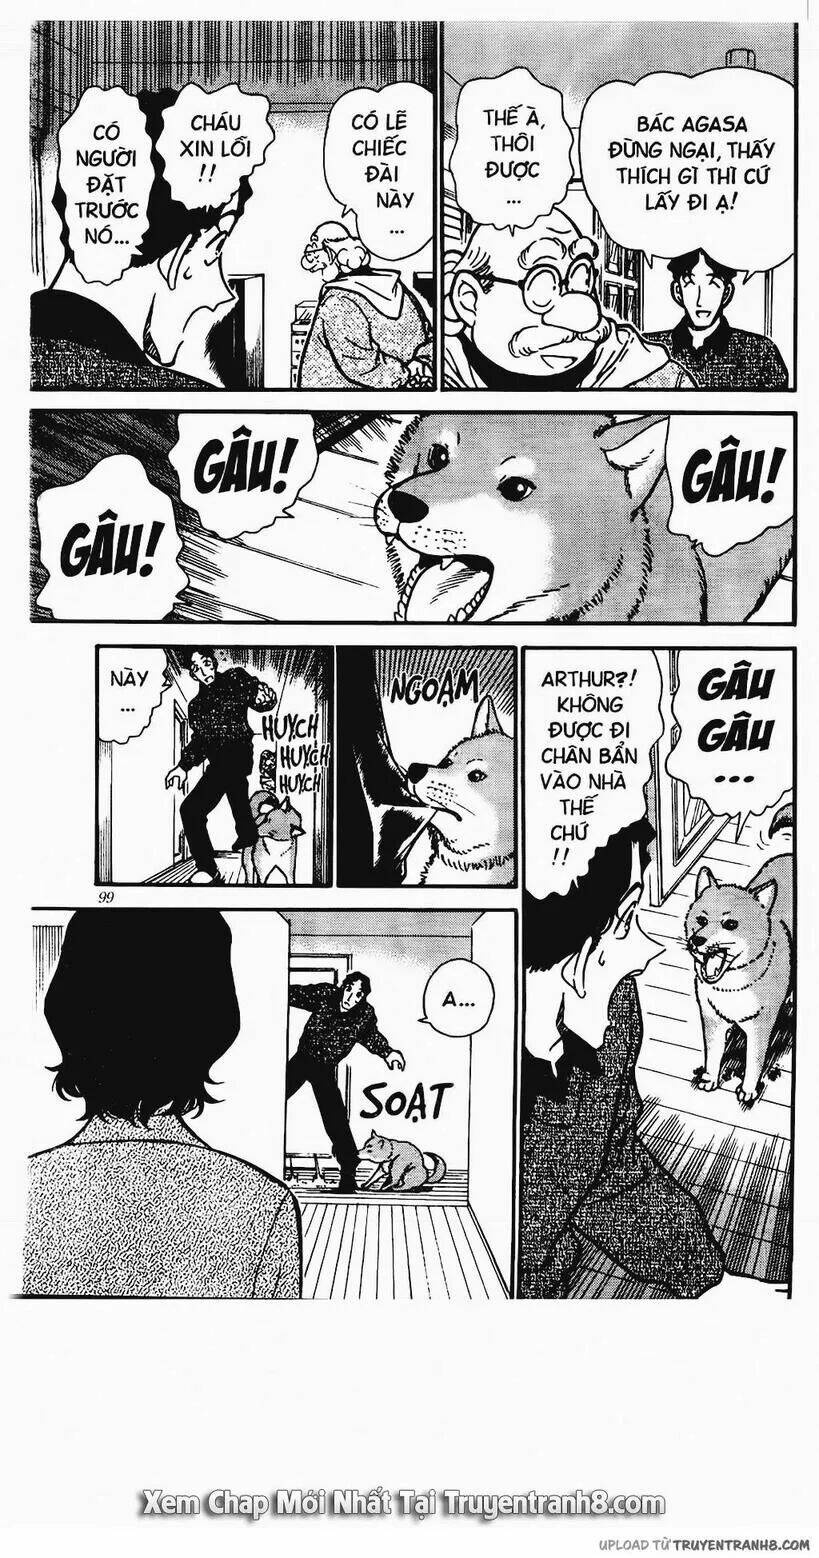 BÁC AGASA
ĐỪNG NGẠI, THẤY
THÍCH GÌ THÌ CỨ
LẤY ĐI Ạ!
THẾ À,
THÔI
ĐƯỢC
...
CÓ LẼ
CHIẾC
ĐÀI
NÀY
...
CHÁU
XIN LỖI
!!
CÓ
NGƯỜI
ĐẶT
TRƯỚC
NÓ...
GÂU!
GÂU!
GÂU!
GÂU
GÂU
...
ARTHUR?!
KHÔNG
ĐƯỢC ĐI
CHÂN BẨN
VÀO NHÀ
THẾ
CHỨ
!!
NGOẠM
NÀY
...
HUỴCH
HUỴCH
HUỴCH
99
A...
SOẠT
Xem Chap Mới Nhất Tại Truyentranh8.com
UPLOAD TỪ TRUYENTRANH8.COM